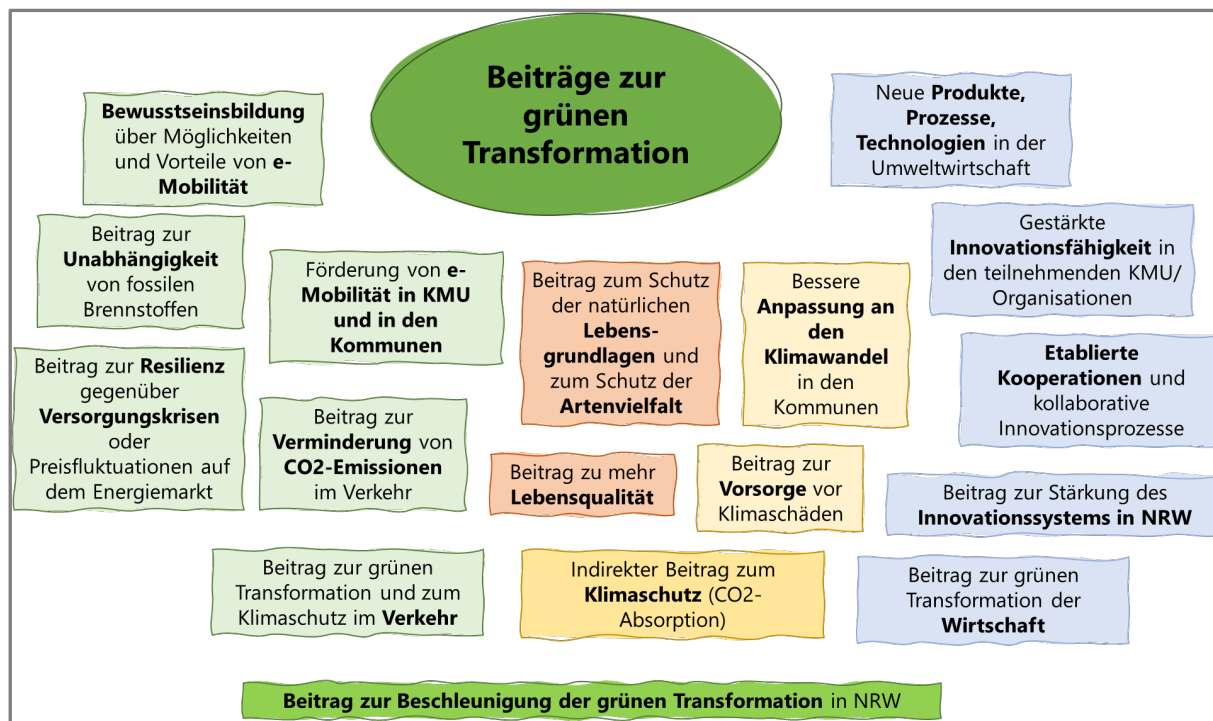 Beiträge zur
grünen
Transformation
Bewusstseinsbildung
über Möglichkeiten
und Vorteile von e-
Mobilität
Neue Produkte,
Prozesse,
Technologien in der
Umweltwirtschaft
Beitrag zur
Unabhängigkeit
von fossilen
Brennstoffen
Förderung von e-
Mobilität in KMU
und in den
Kommunen
Beitrag zum Schutz
der natürlichen
Lebens-
grundlagen und
zum Schutz der
Artenvielfalt
Bessere
Anpassung an
den
Klimawandel
in den
Kommunen
Gestärkte
Innovationsfähigkeit in
den teilnehmenden KMU/
Organisationen
Beitrag zur Resilienz
gegenüber
Versorgungskrisen
oder
Preisfluktuationen auf
dem Energiemarkt
Beitrag zur
Verminderung von
CO2-Emissionen
im Verkehr
Beitrag zu mehr
Lebensqualität
Beitrag zur
Vorsorge vor
Klimaschäden
Etablierte
Kooperationen und
kollaborative
Innovationsprozesse
Beitrag zur Stärkung des
Innovationssystems in NRW
Beitrag zur grünen
Transformation und zum
Klimaschutz im Verkehr
Indirekter Beitrag zum
Klimaschutz (CO2-
Absorption)
Beitrag zur grünen
Transformation der
Wirtschaft
Beitrag zur Beschleunigung der grünen Transformation in NRW